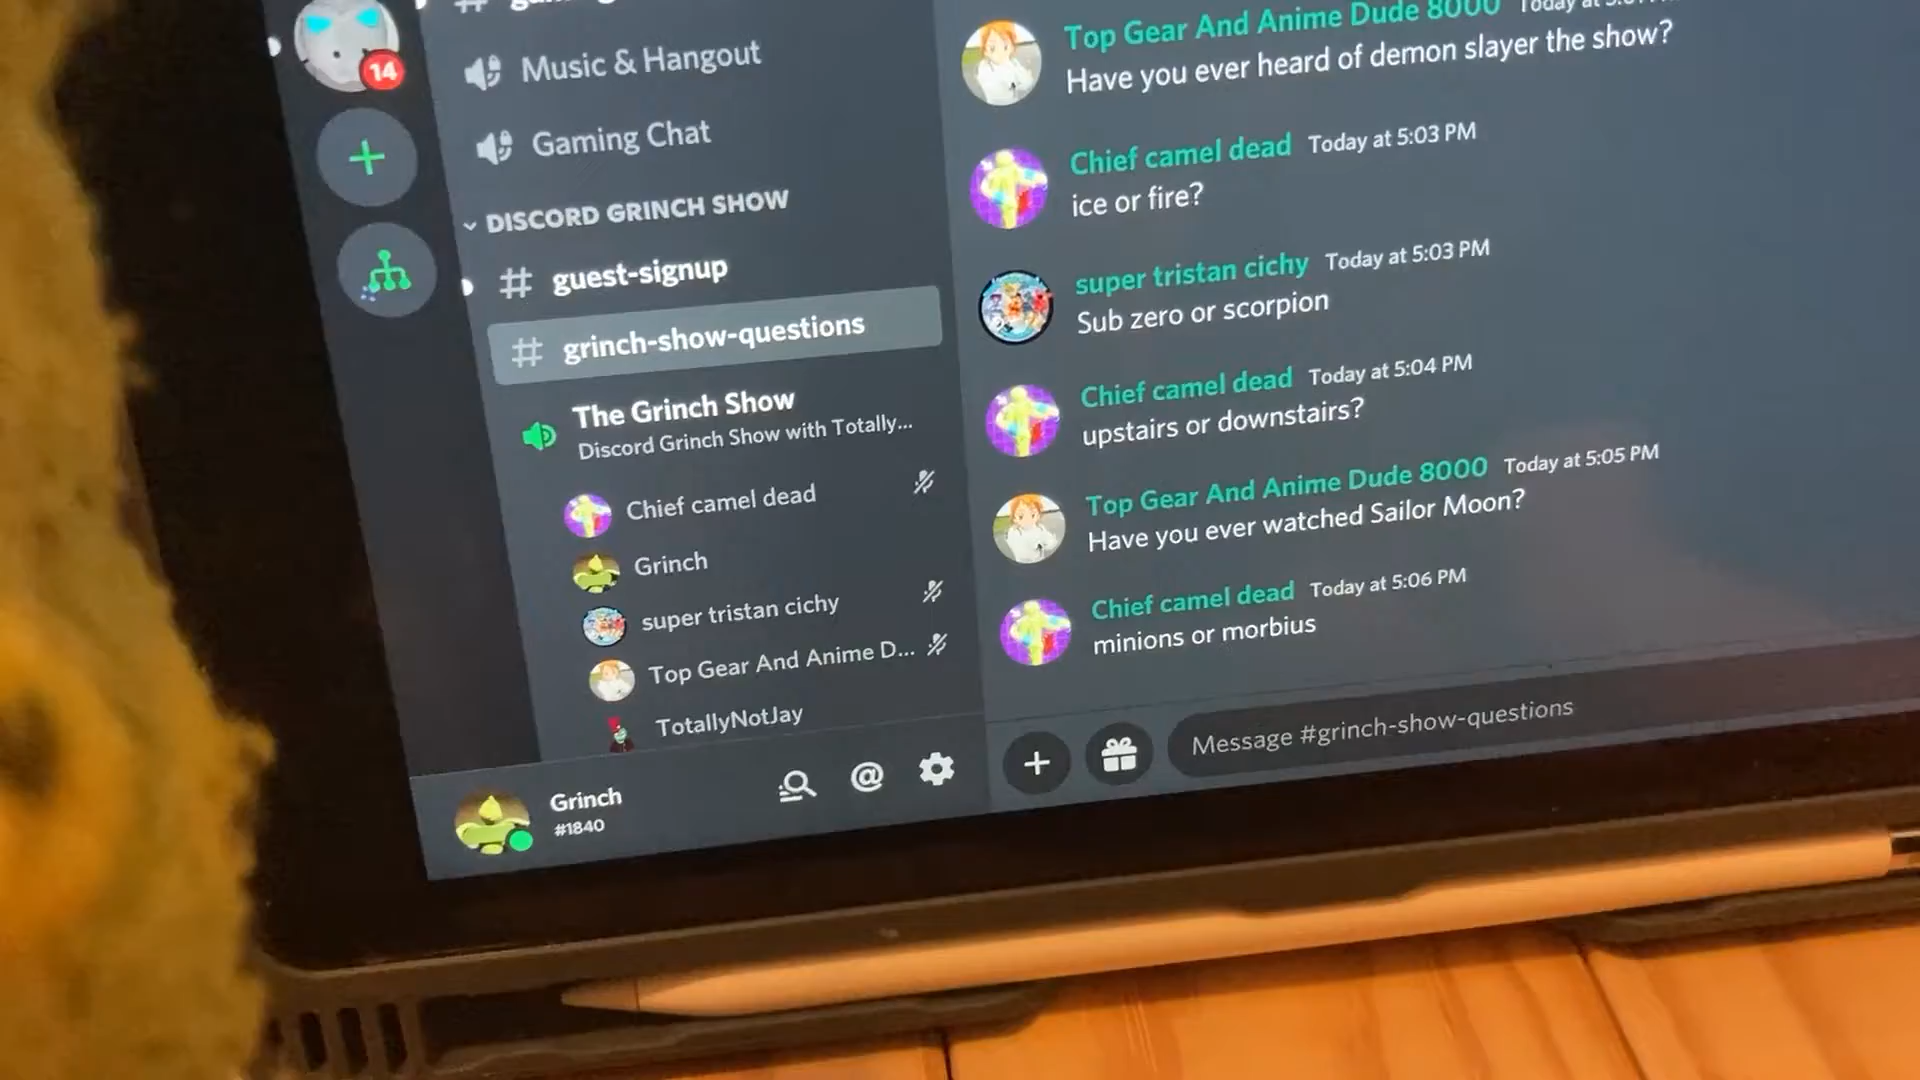 14
Music & Hangout
Gaming Chat
DISCORD GRINCH SHOW
# guest-signup
# grinch-show-questions
The Grinch Show
Discord Grinch Show with Totally...
Chief camel dead
Grinch
super tristan cichy
Top Gear And Anime D...
TotallyNotJay
Grinch
#1840
Top Gear And Anime Dude 8000 Today at
Have you ever heard of demon slayer the show?
Chief camel dead Today at 5:03 PM
ice or fire?
super tristan cichy Today at 5:03 PM
Sub zero or scorpion
Chief camel dead Today at 5:04 PM
upstairs or downstairs?
Top Gear And Anime Dude 8000 Today at 5:05 PM
Have you ever watched Sailor Moon?
Chief camel dead Today at 5:06 PM
minions or morbius
Message #grinch-show-questions